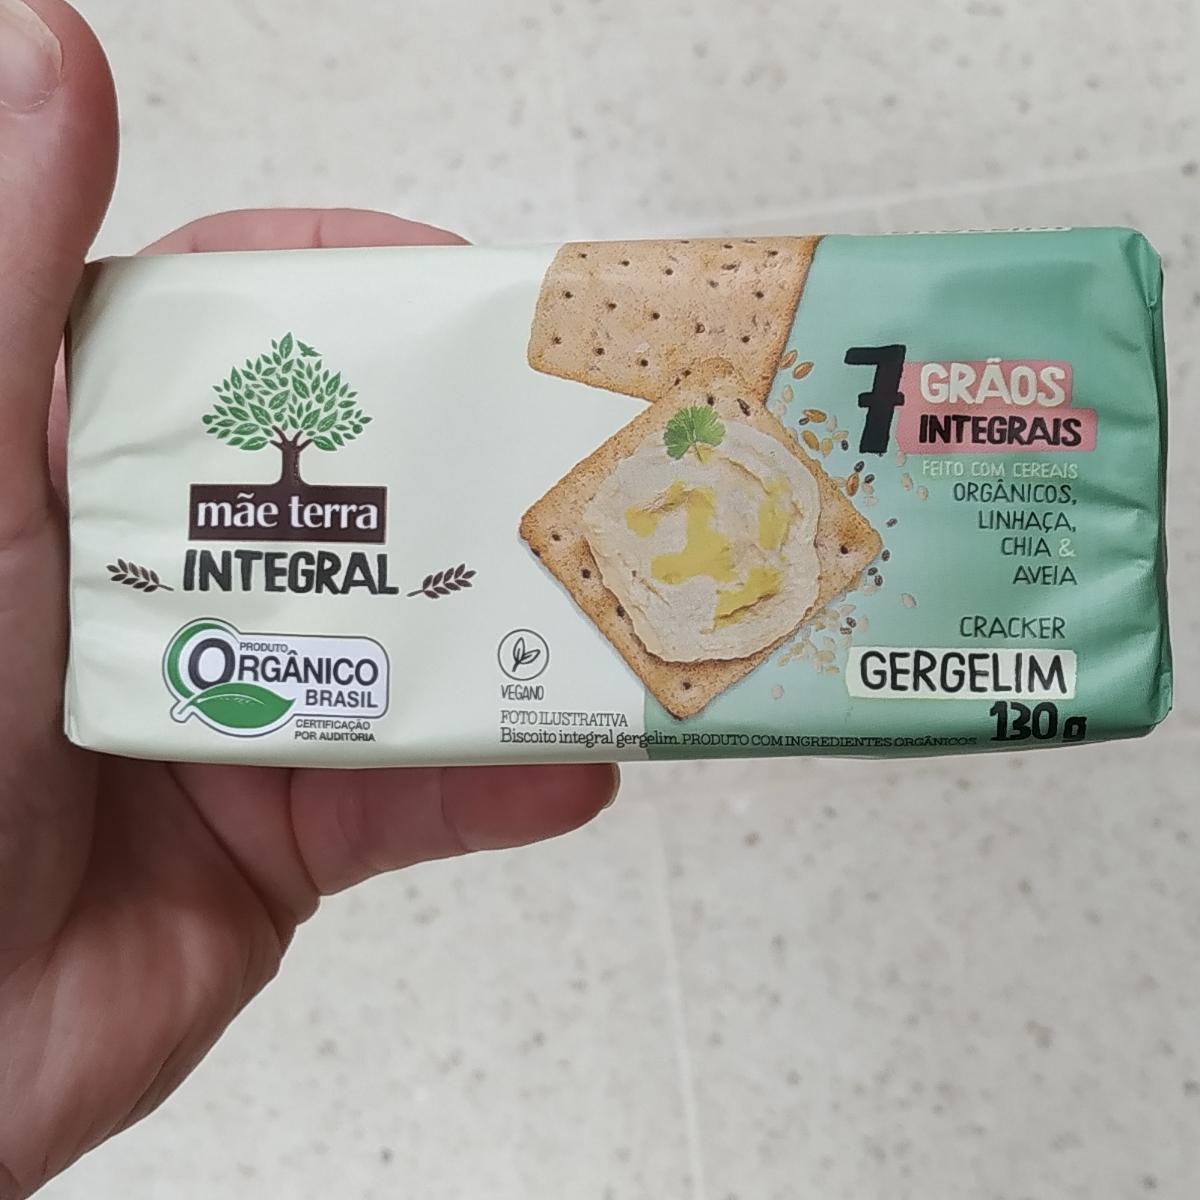 mãe terra
INTEGRAL
PRODUTO
ORGÂNICO
BRASIL
CERTIFICAÇÃO
POR AUDITORIA
VEGANO
FOTO ILUSTRATIVA
Biscoito integral gergelim. PRODUTO COM INGREDIENTES ORGÂNICOS
7 GRÃOS
INTEGRAIS
FEITO COM CEREAIS
ORGÂNICOS,
LINHAÇA,
CHIA &
AVEIA
CRACKER
GERGELIM
130g